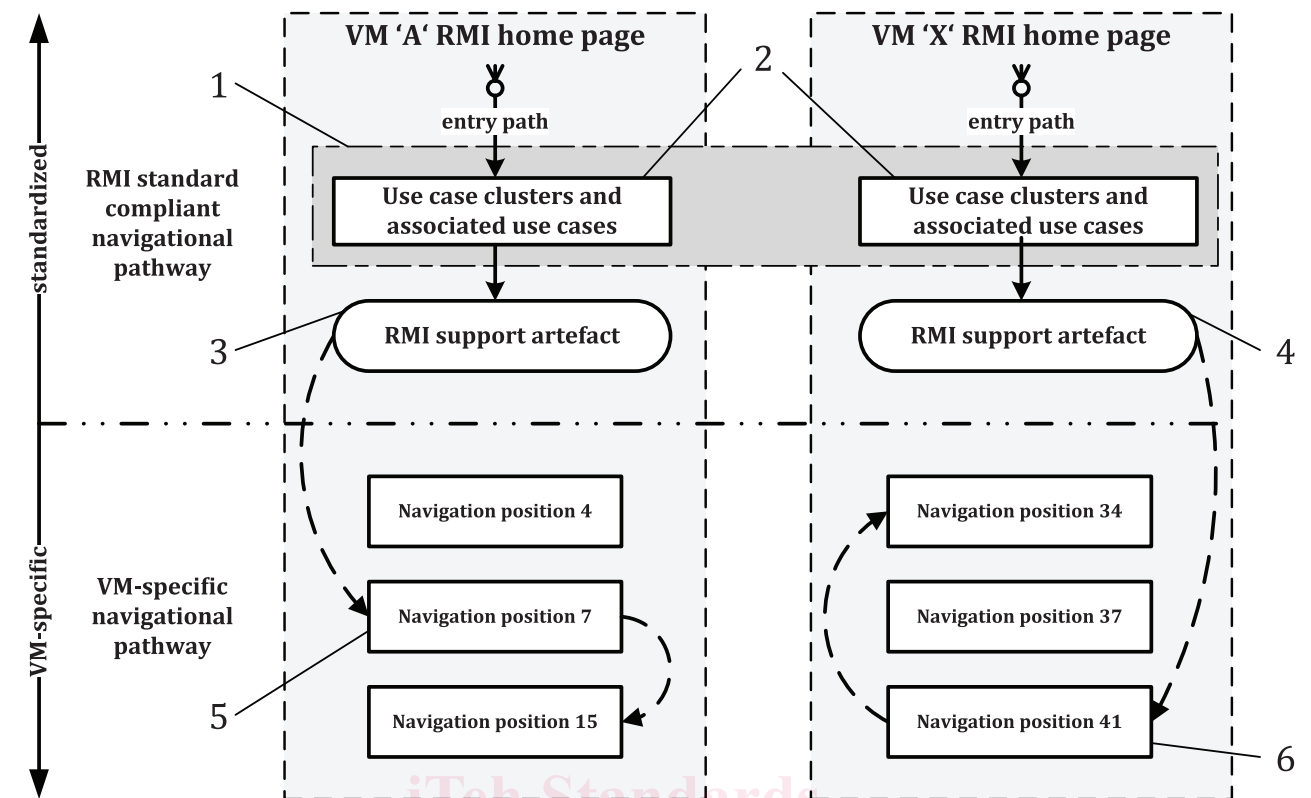 VM ‘A‘ RMI home page
VM ‘X‘ RMI home page
1
2
entry path
entry path
standardized
RMI standard
compliant
navigational
pathway
Use case clusters and
associated use cases
Use case clusters and
associated use cases
3
RMI support artefact
RMI support artefact
4
Navigation position 4
Navigation position 34
VM-specific
VM-specific
navigational
pathway
Navigation position 7
Navigation position 37
5
Navigation position 15
Navigation position 41
6
iTeh Standards